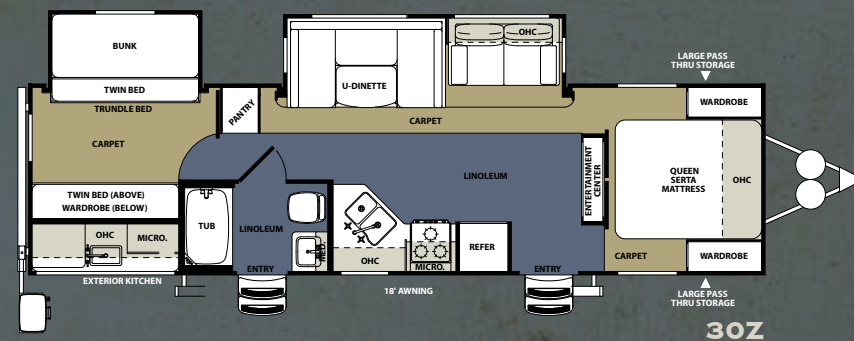 BUNK
TWIN BED
TRUNDLE BED
CARPET
TWIN BED (ABOVE)
WARDROBE (BELOW)
OHC
MICRO.
EXTERIOR KITCHEN
PANTRY
U-DINETTE
OHC
CARPET
TUB
LINOLEUM
MED.
ENTRY
LINOLEUM
OHC
MICRO.
REFER
18' AWNING
ENTRY
ENTERTAINMENT
CENTER
LARGE PASS
THRU STORAGE
WARDROBE
QUEEN
SERTA
MATTRESS
OHC
CARPET
WARDROBE
LARGE PASS
THRU STORAGE
30Z